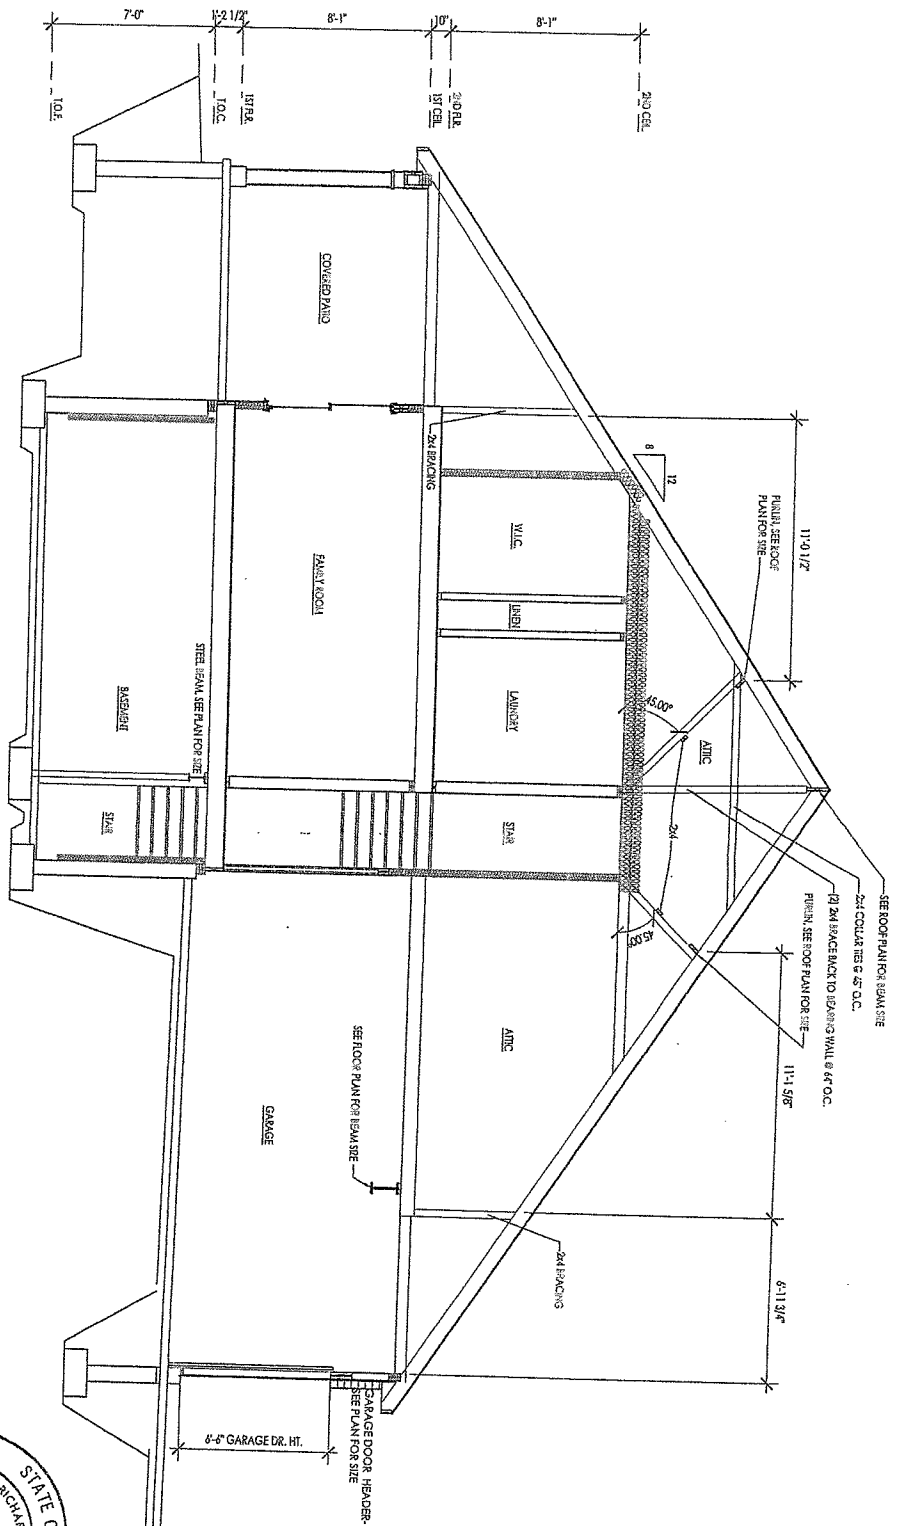 7'-0"
1'-2 1/2"
8'-1"
10"
8'-1"
T.O.F.
T.O.C.
1ST FLR.
1ST CEIL.
2ND FLR.
2ND CEIL.
COVERED PATIO
2x4 BRACING
8
12
PURLIN, SEE ROOF
PLAN FOR SIZE
11'-0 1/2"
W.I.C.
LINEN
LAUNDRY
FAMILY ROOM
BASEMENT
STEEL BEAM, SEE PLAN FOR SIZE
45.00°
ATTIC
2x4
STAIR
STAIR
45.00°
SEE ROOF PLAN FOR BEAM SIZE
2x4 COLLAR TIES @ 48" O.C.
(2) 2x4 BRACE BACK TO BEARING WALL @ 64" O.C.
PURLIN, SEE ROOF PLAN FOR SIZE
11'-1 5/8"
ATTIC
GARAGE
SEE FLOOR PLAN FOR BEAM SIZE
2x4 BRACING
6'-11 3/4"
6'-6" GARAGE DR. HT.
GARAGE DOOR HEADER-
SEE PLAN FOR SIZE
STATE
RICHAR